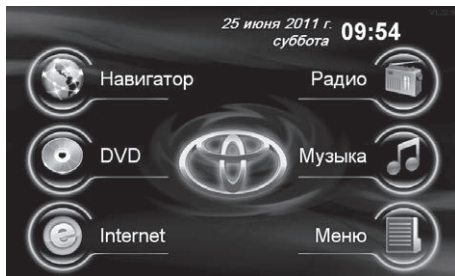 25 июня 2011 г.
суббота
09:54
Навигатор
Радио
DVD
Музыка
Internet
Меню